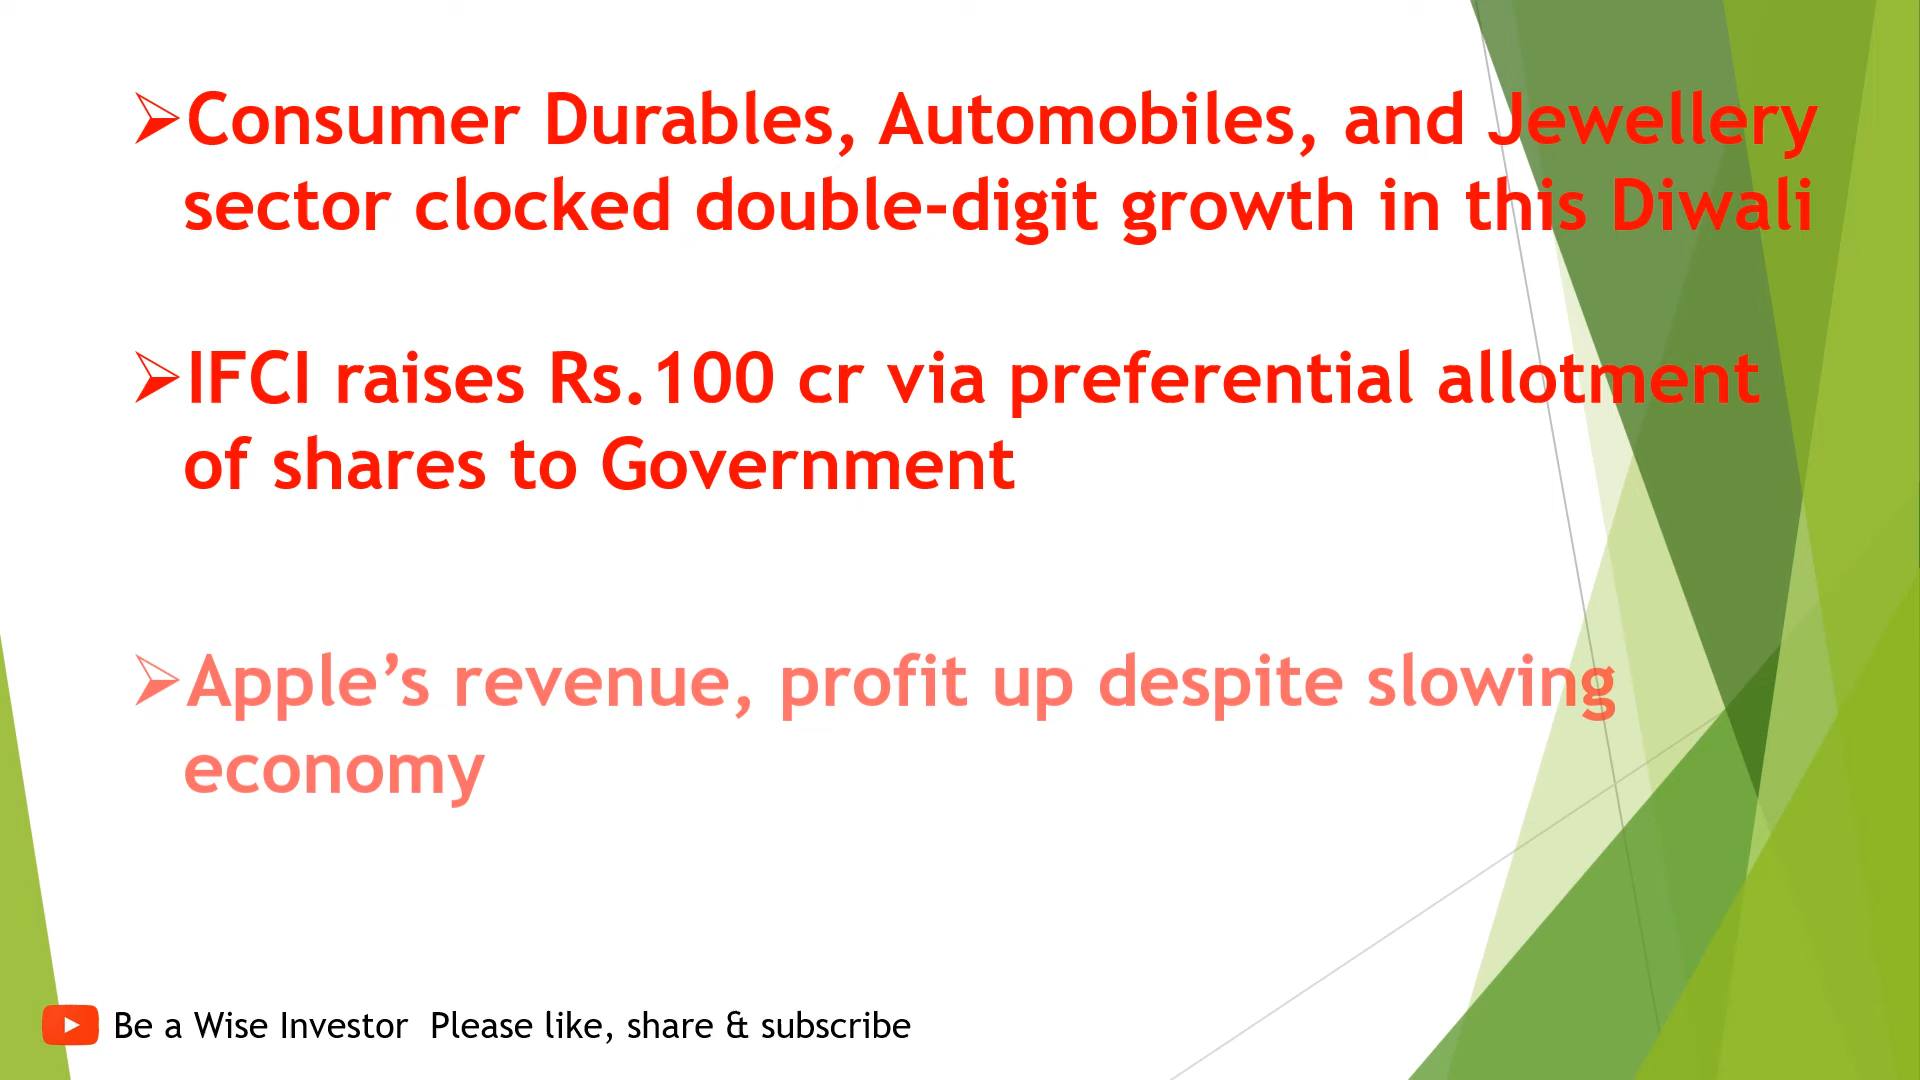 ➢Consumer Durables, Automobiles, and Jewellery
sector clocked double-digit growth in this Diwali
➢IFCI raises Rs.100 cr via preferential allotment
of shares to Government
➢Apple’s revenue, profit up despite slowing
economy
Be a Wise Investor  Please like, share & subscribe